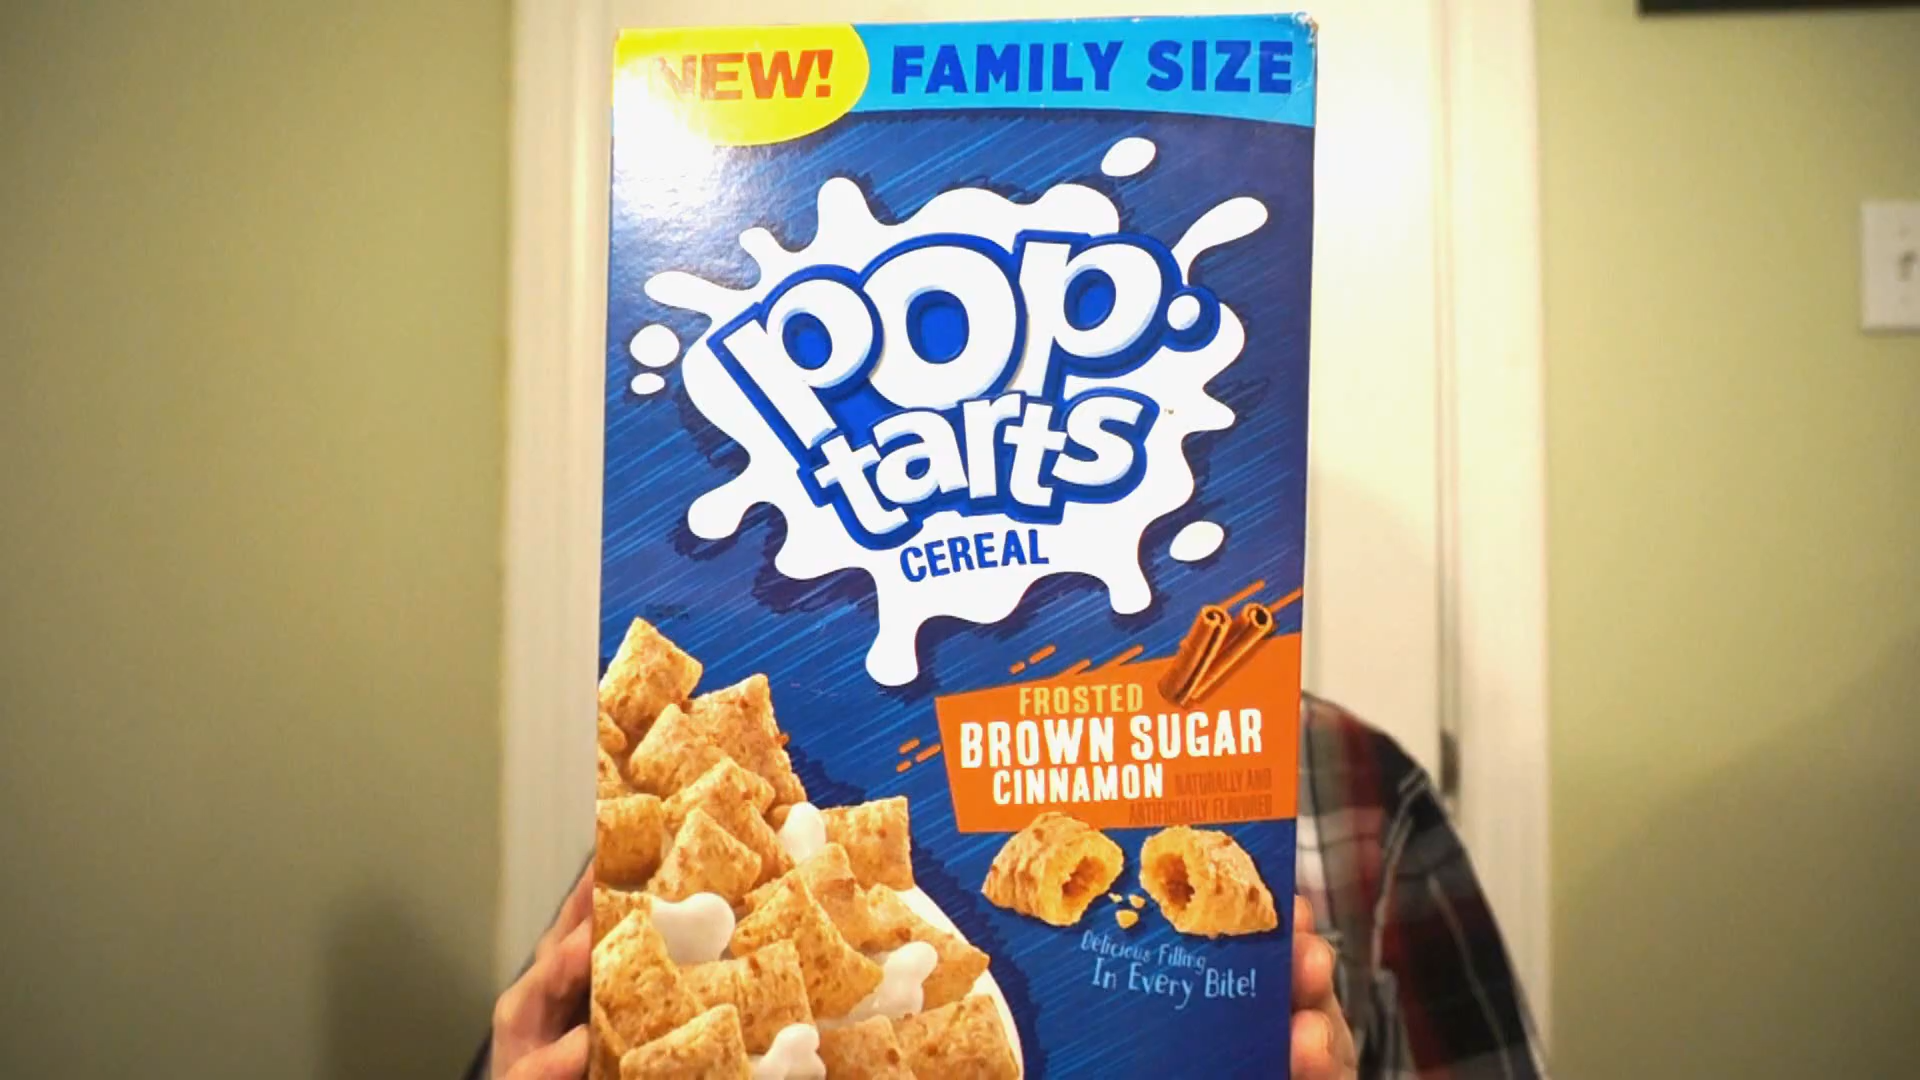 NEW!
FAMILY SIZE
pop.
tarts
CEREAL
FROSTED
BROWN SUGAR
CINNAMON
NATURALLY AND
ARTIFICIALLY FLAVORED
Delicious Filling
In Every Bite!